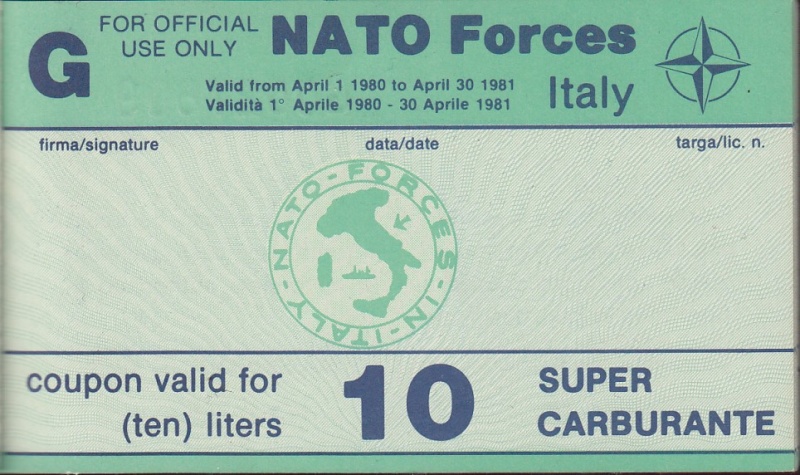 G
FOR OFFICIAL
USE ONLY
NATO Forces
Valid from April 1 1980 to April 30 1981
Validità 1° Aprile 1980 - 30 Aprile 1981
Italy
firma/signature
data/date
targa/lic. n.
NATO-FORCES-IN-ITALY-
coupon valid for
(ten) liters
10
SUPER
CARBURANTE